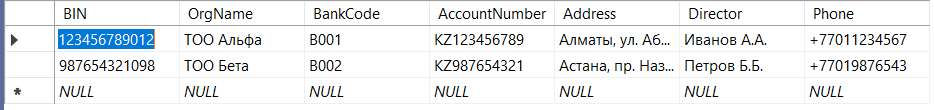 BIN OrgName BankCode AccountNumber Address Director Phone
123456789012 ТОО Альфа B001 KZ123456789 Алматы, ул. Аб... Иванов А.А. +77011234567
987654321098 ТОО Бета B002 KZ987654321 Астана, пр. Наз... Петров Б.Б. +77019876543
NULL NULL NULL NULL NULL NULL NULL